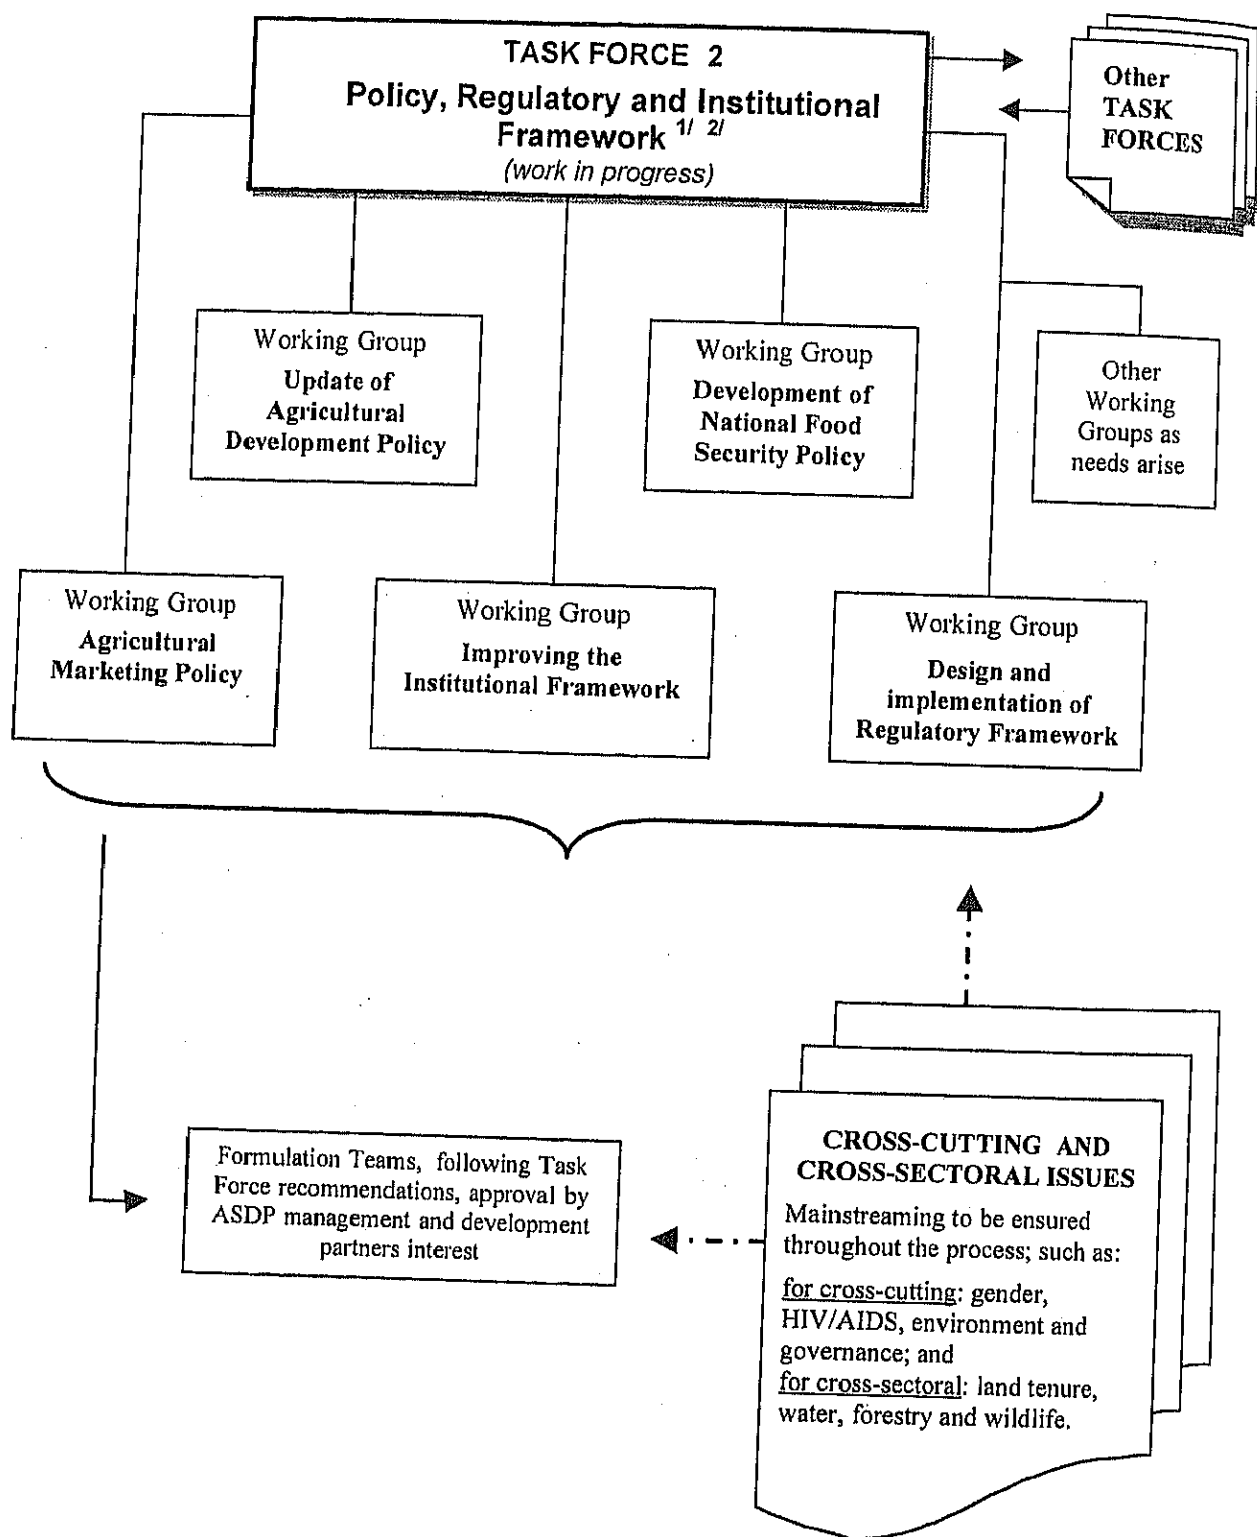 TASK FORCE 2
Policy, Regulatory and Institutional
Framework 1/ 2/
(work in progress)
Other
TASK
FORCES
Working Group
Update of
Agricultural
Development Policy
Working Group
Development of
National Food
Security Policy
Other
Working
Groups as
needs arise
Working Group
Agricultural
Marketing Policy
Working Group
Improving the
Institutional Framework
Working Group
Design and
implementation of
Regulatory Framework
Formulation Teams, following Task
Force recommendations, approval by
ASDP management and development
partners interest
CROSS-CUTTING AND
CROSS-SECTORAL ISSUES
Mainstreaming to be ensured
throughout the process; such as:
for cross-cutting: gender,
HIV/AIDS, environment and
governance; and
for cross-sectoral: land tenure,
water, forestry and wildlife.